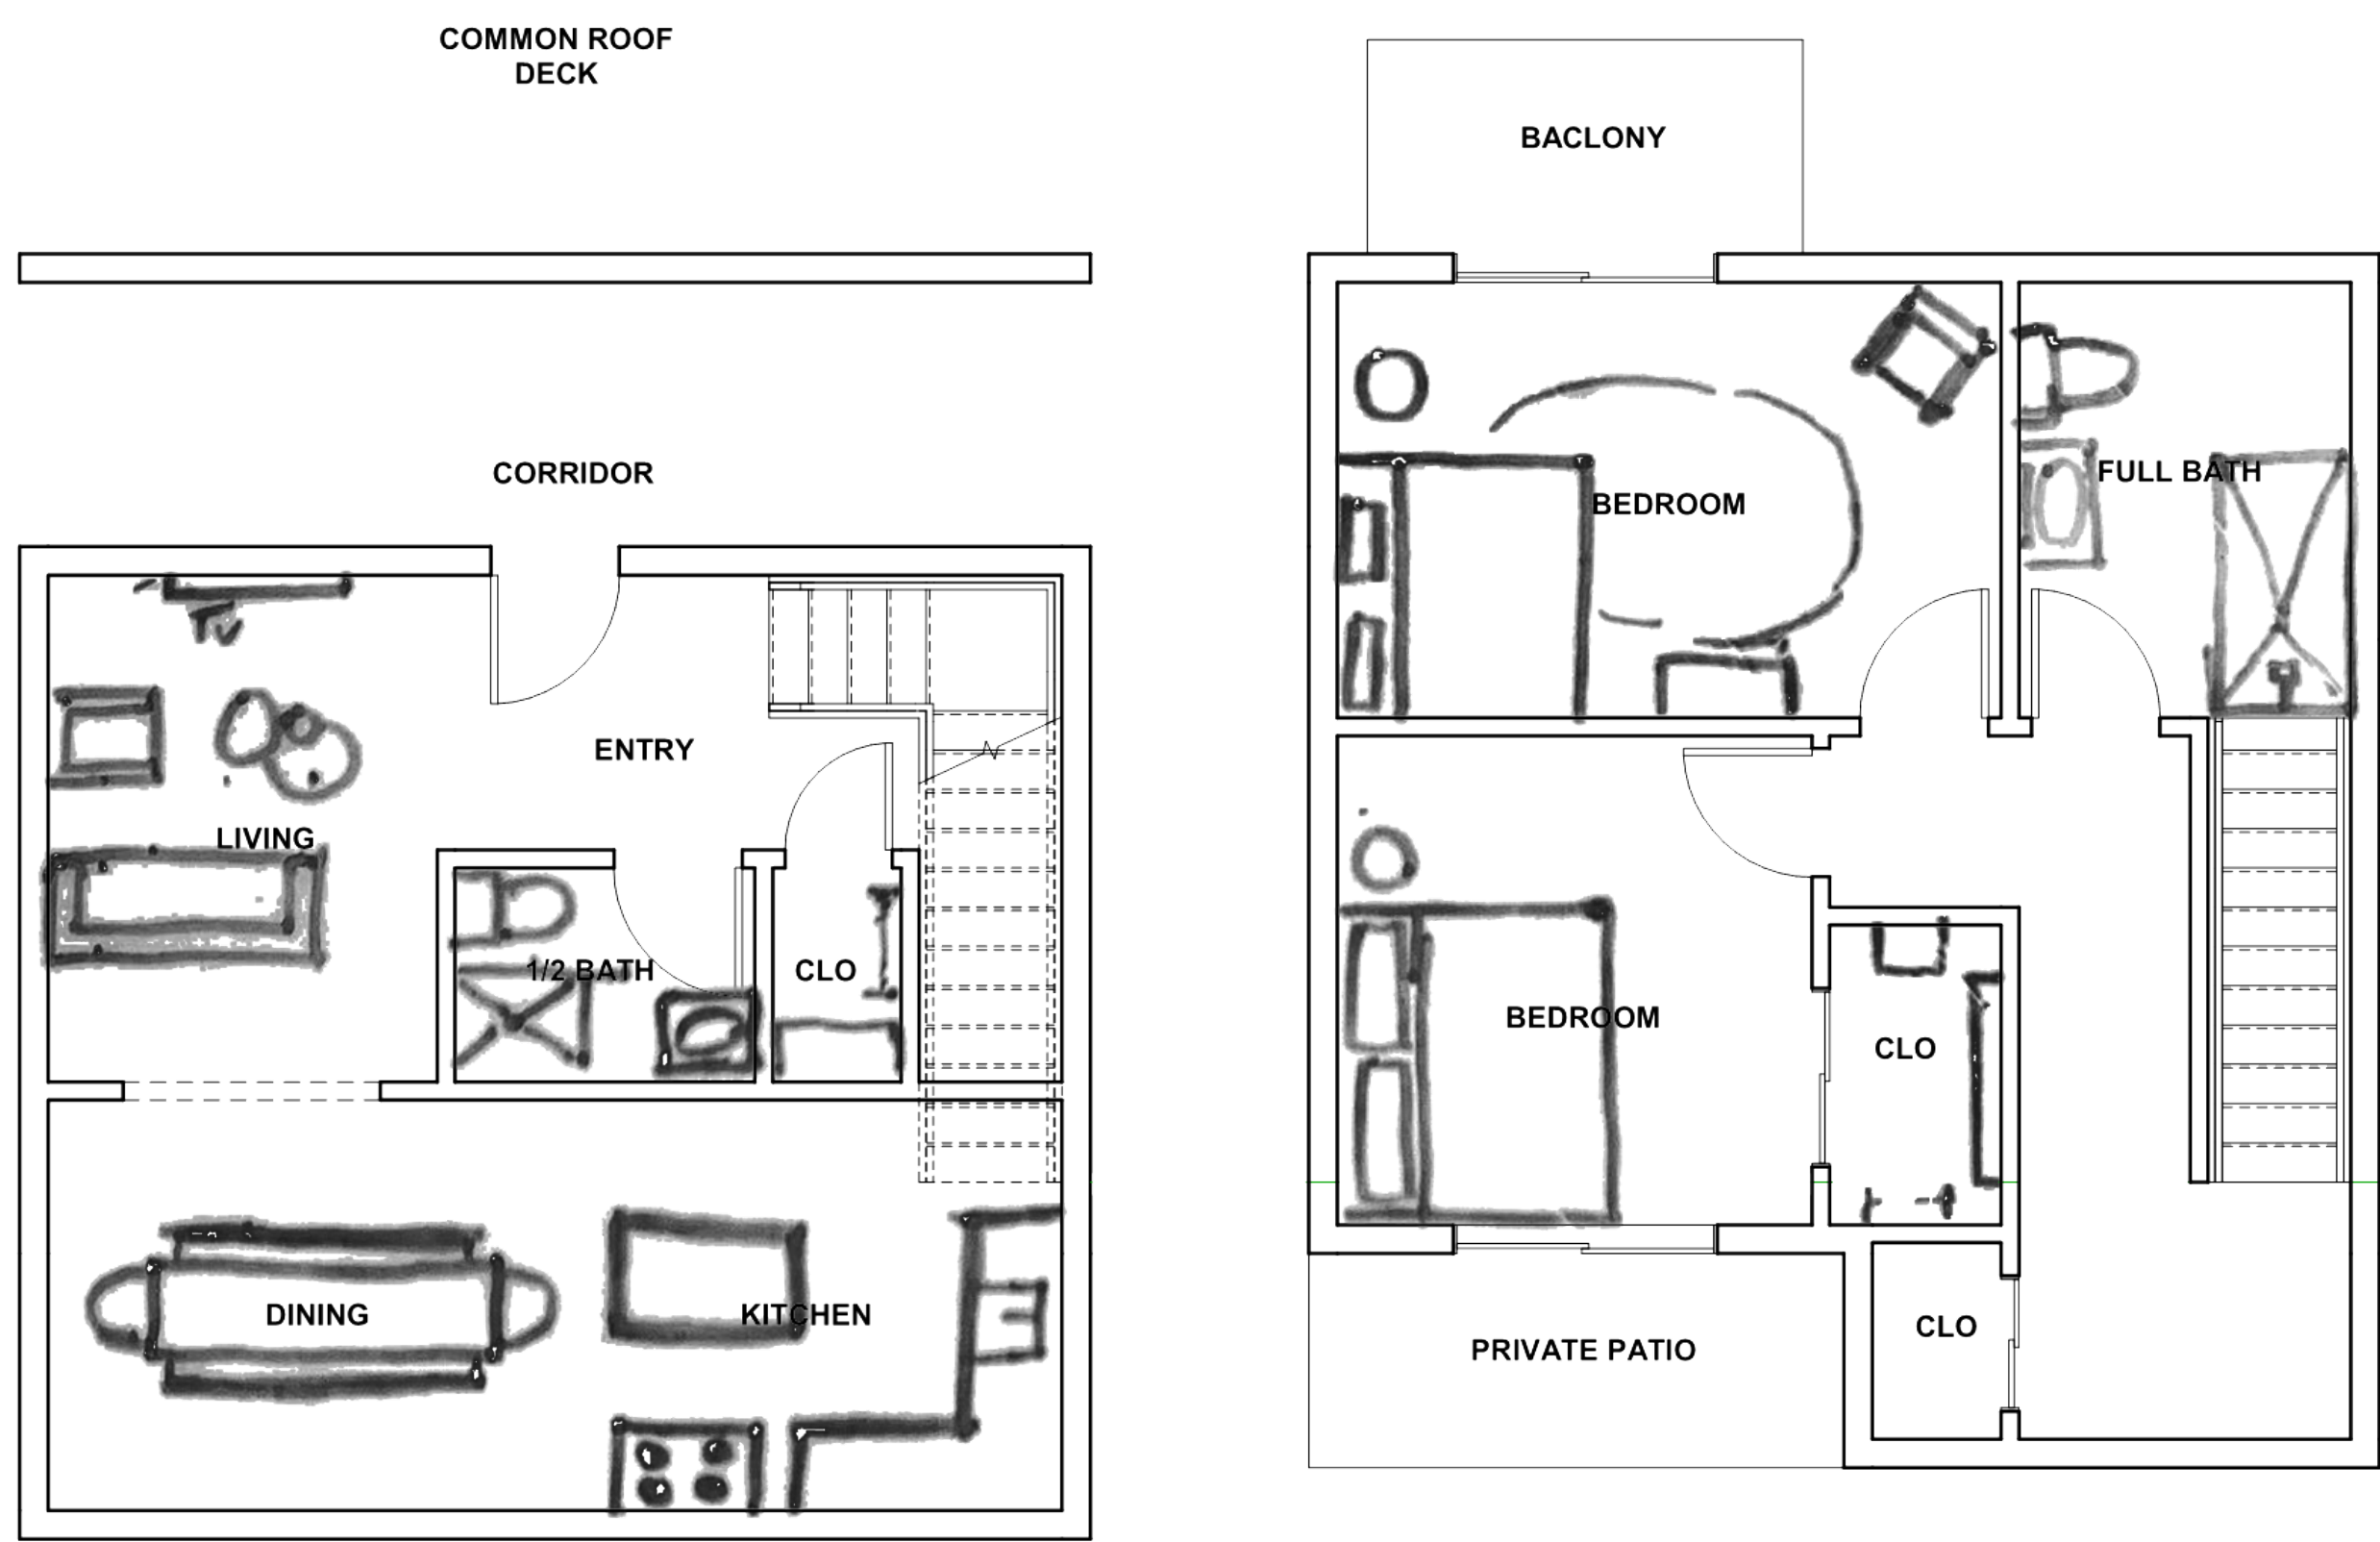 COMMON ROOF
DECK
CORRIDOR
TV
ENTRY
LIVING
1/2 BATH
CLO
DINING
KITCHEN
BACLONY
BEDROOM
FULL BATH
BEDROOM
CLO
CLO
PRIVATE PATIO